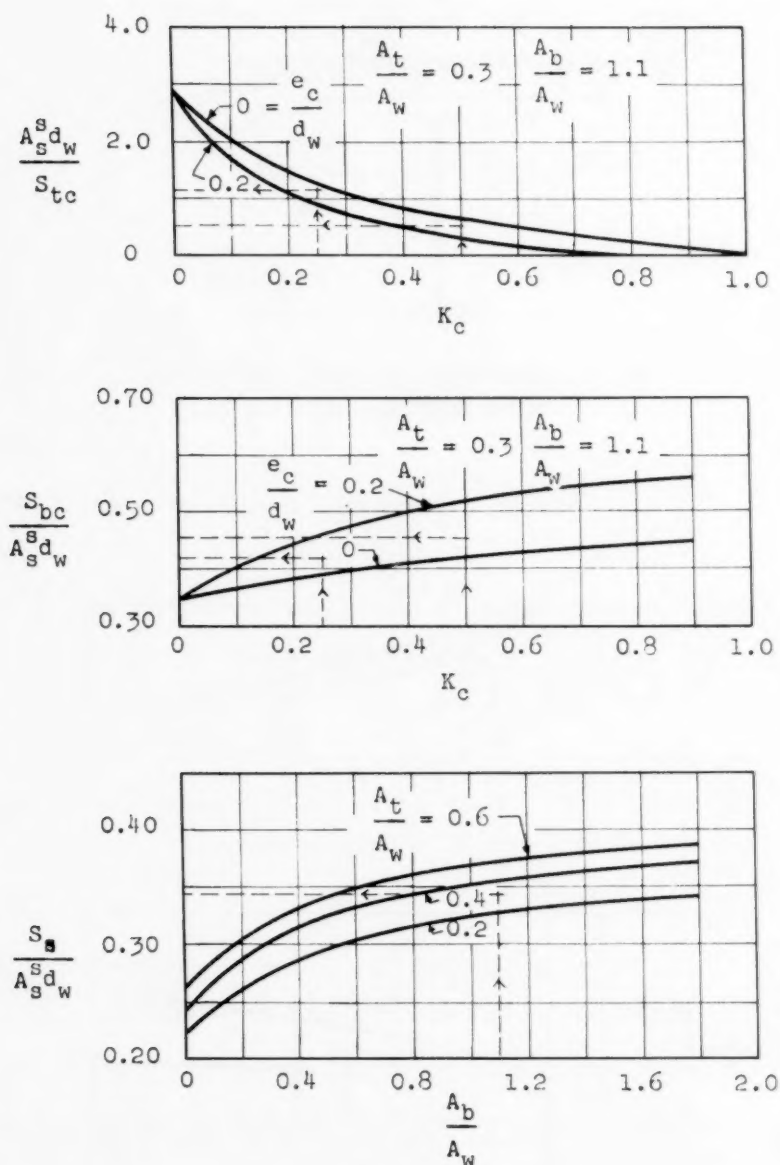 4.0
2.0
0
A_s^s d_w / S_tc
0 = e_c / d_w
0.2
A_t / A_w = 0.3 A_b / A_w = 1.1
0 0.2 0.4 0.6 0.8 1.0
K_c
0.70
0.50
0.30
S_bc / A_s^s d_w
A_t / A_w = 0.3 A_b / A_w = 1.1
e_c / d_w = 0.2
0
0 0.2 0.4 0.6 0.8 1.0
K_c
0.40
0.30
0.20
S_s / A_s^s d_w
A_t / A_w = 0.6
0.4
0.2
0 0.4 0.8 1.2 1.6 2.0
A_b / A_w